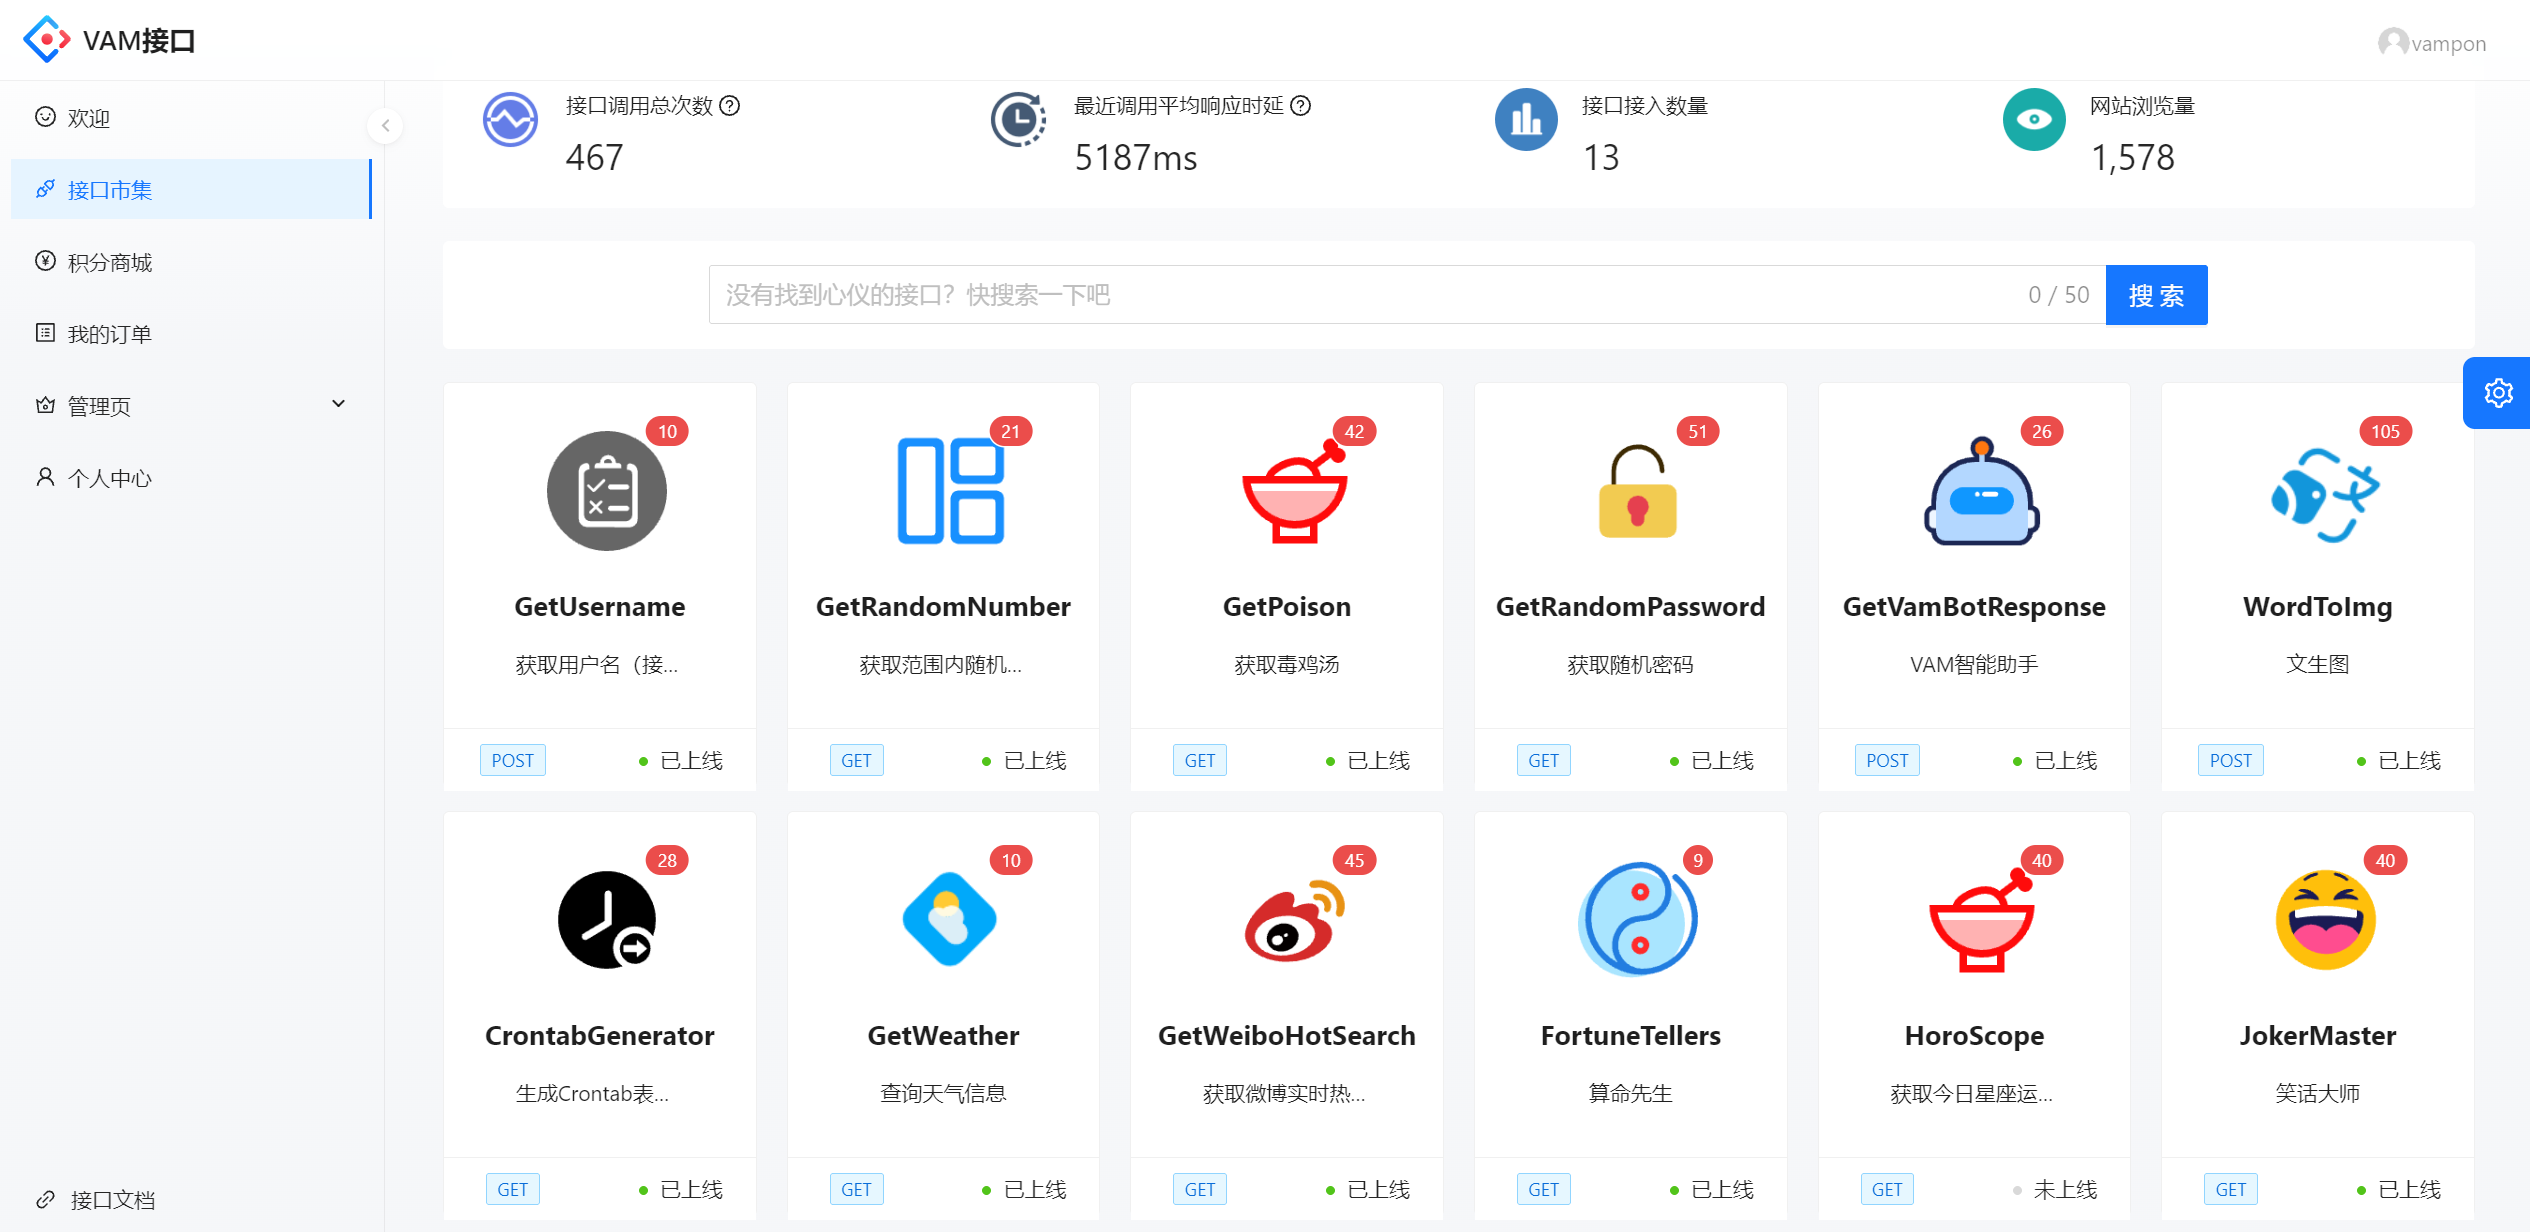 VAM接口
vampon
欢迎
接口市集
积分商城
我的订单
管理页
个人中心
接口文档
接口调用总次数
467
最近调用平均响应时延
5187ms
接口接入数量
13
网站浏览量
1,578
没有找到心仪的接口？快搜索一下吧
0 / 50
搜 索
10
GetUsername
获取用户名（接...
POST
已上线
21
GetRandomNumber
获取范围内随机...
GET
已上线
42
GetPoison
获取毒鸡汤
GET
已上线
51
GetRandomPassword
获取随机密码
GET
已上线
26
GetVamBotResponse
VAM智能助手
POST
已上线
105
WordToImg
文生图
POST
已上线
28
CrontabGenerator
生成Crontab表...
GET
已上线
10
GetWeather
查询天气信息
GET
已上线
45
GetWeiboHotSearch
获取微博实时热...
GET
已上线
9
FortuneTellers
算命先生
GET
已上线
40
HoroScope
获取今日星座运...
GET
未上线
40
JokerMaster
笑话大师
GET
已上线